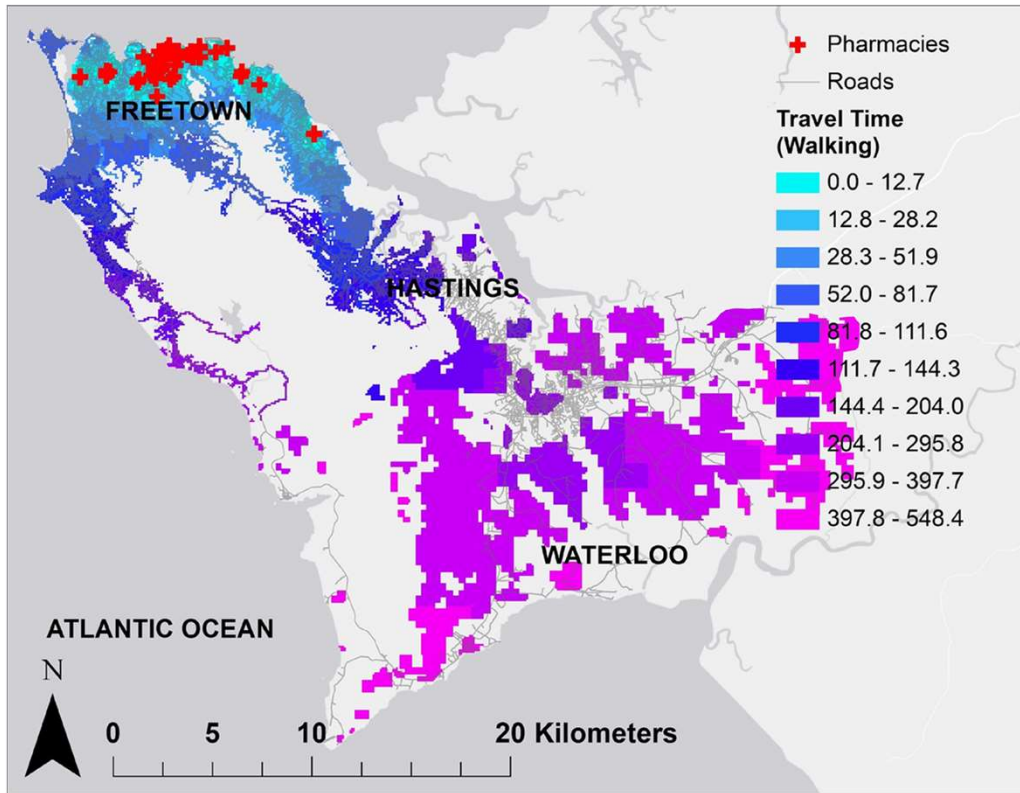 Pharmacies
Roads
Travel Time
(Walking)
0.0 - 12.7
12.8 - 28.2
28.3 - 51.9
52.0 - 81.7
81.8 - 111.6
111.7 - 144.3
144.4 - 204.0
204.1 - 295.8
295.9 - 397.7
397.8 - 548.4
FREETOWN
HASTINGS
WATERLOO
ATLANTIC OCEAN
N
0 5 10 20 Kilometers